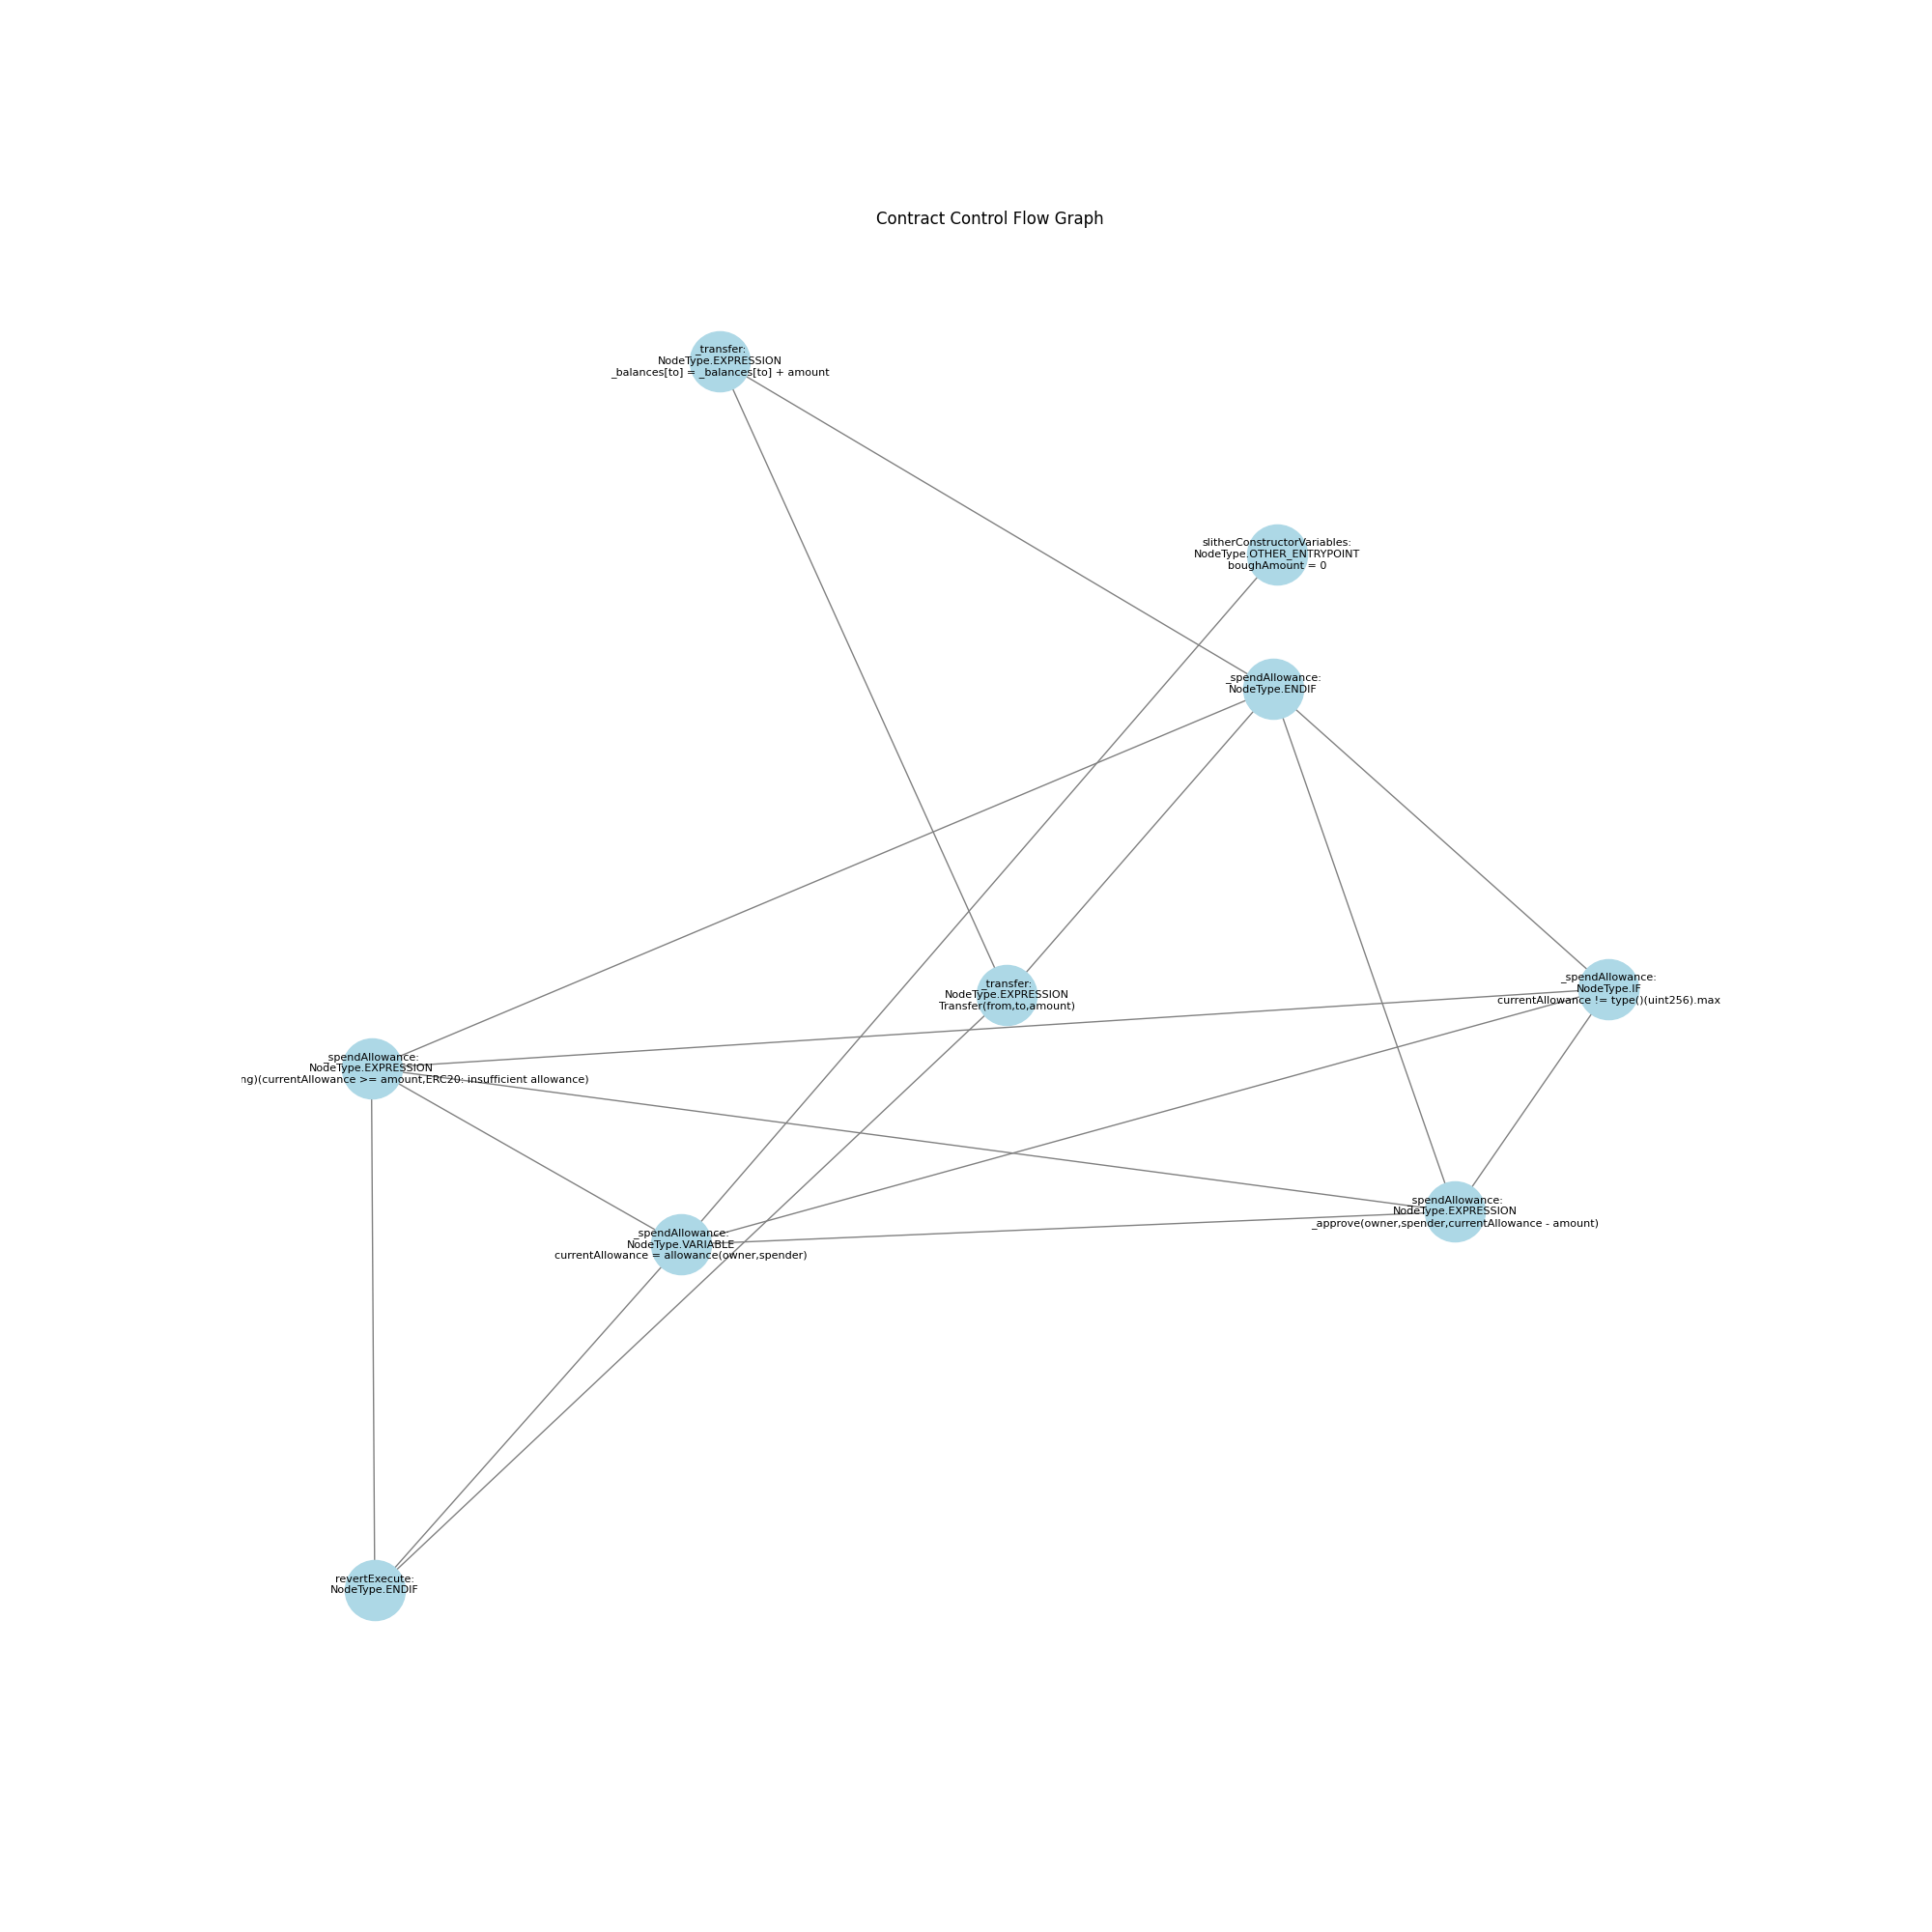 Contract Control Flow Graph
_transfer:
NodeType.EXPRESSION
_balances[to] = _balances[to] + amount
slitherConstructorVariables:
NodeType.OTHER_ENTRYPOINT
boughAmount = 0
_spendAllowance:
NodeType.ENDIF
_transfer:
NodeType.EXPRESSION
Transfer(from,to,amount)
_spendAllowance:
NodeType.IF
currentAllowance != type()(uint256).max
_spendAllowance:
NodeType.EXPRESSION
ng)(currentAllowance >= amount,ERC20: insufficient allowance)
_spendAllowance:
NodeType.EXPRESSION
_approve(owner,spender,currentAllowance - amount)
_spendAllowance:
NodeType.VARIABLE
currentAllowance = allowance(owner,spender)
revertExecute:
NodeType.ENDIF